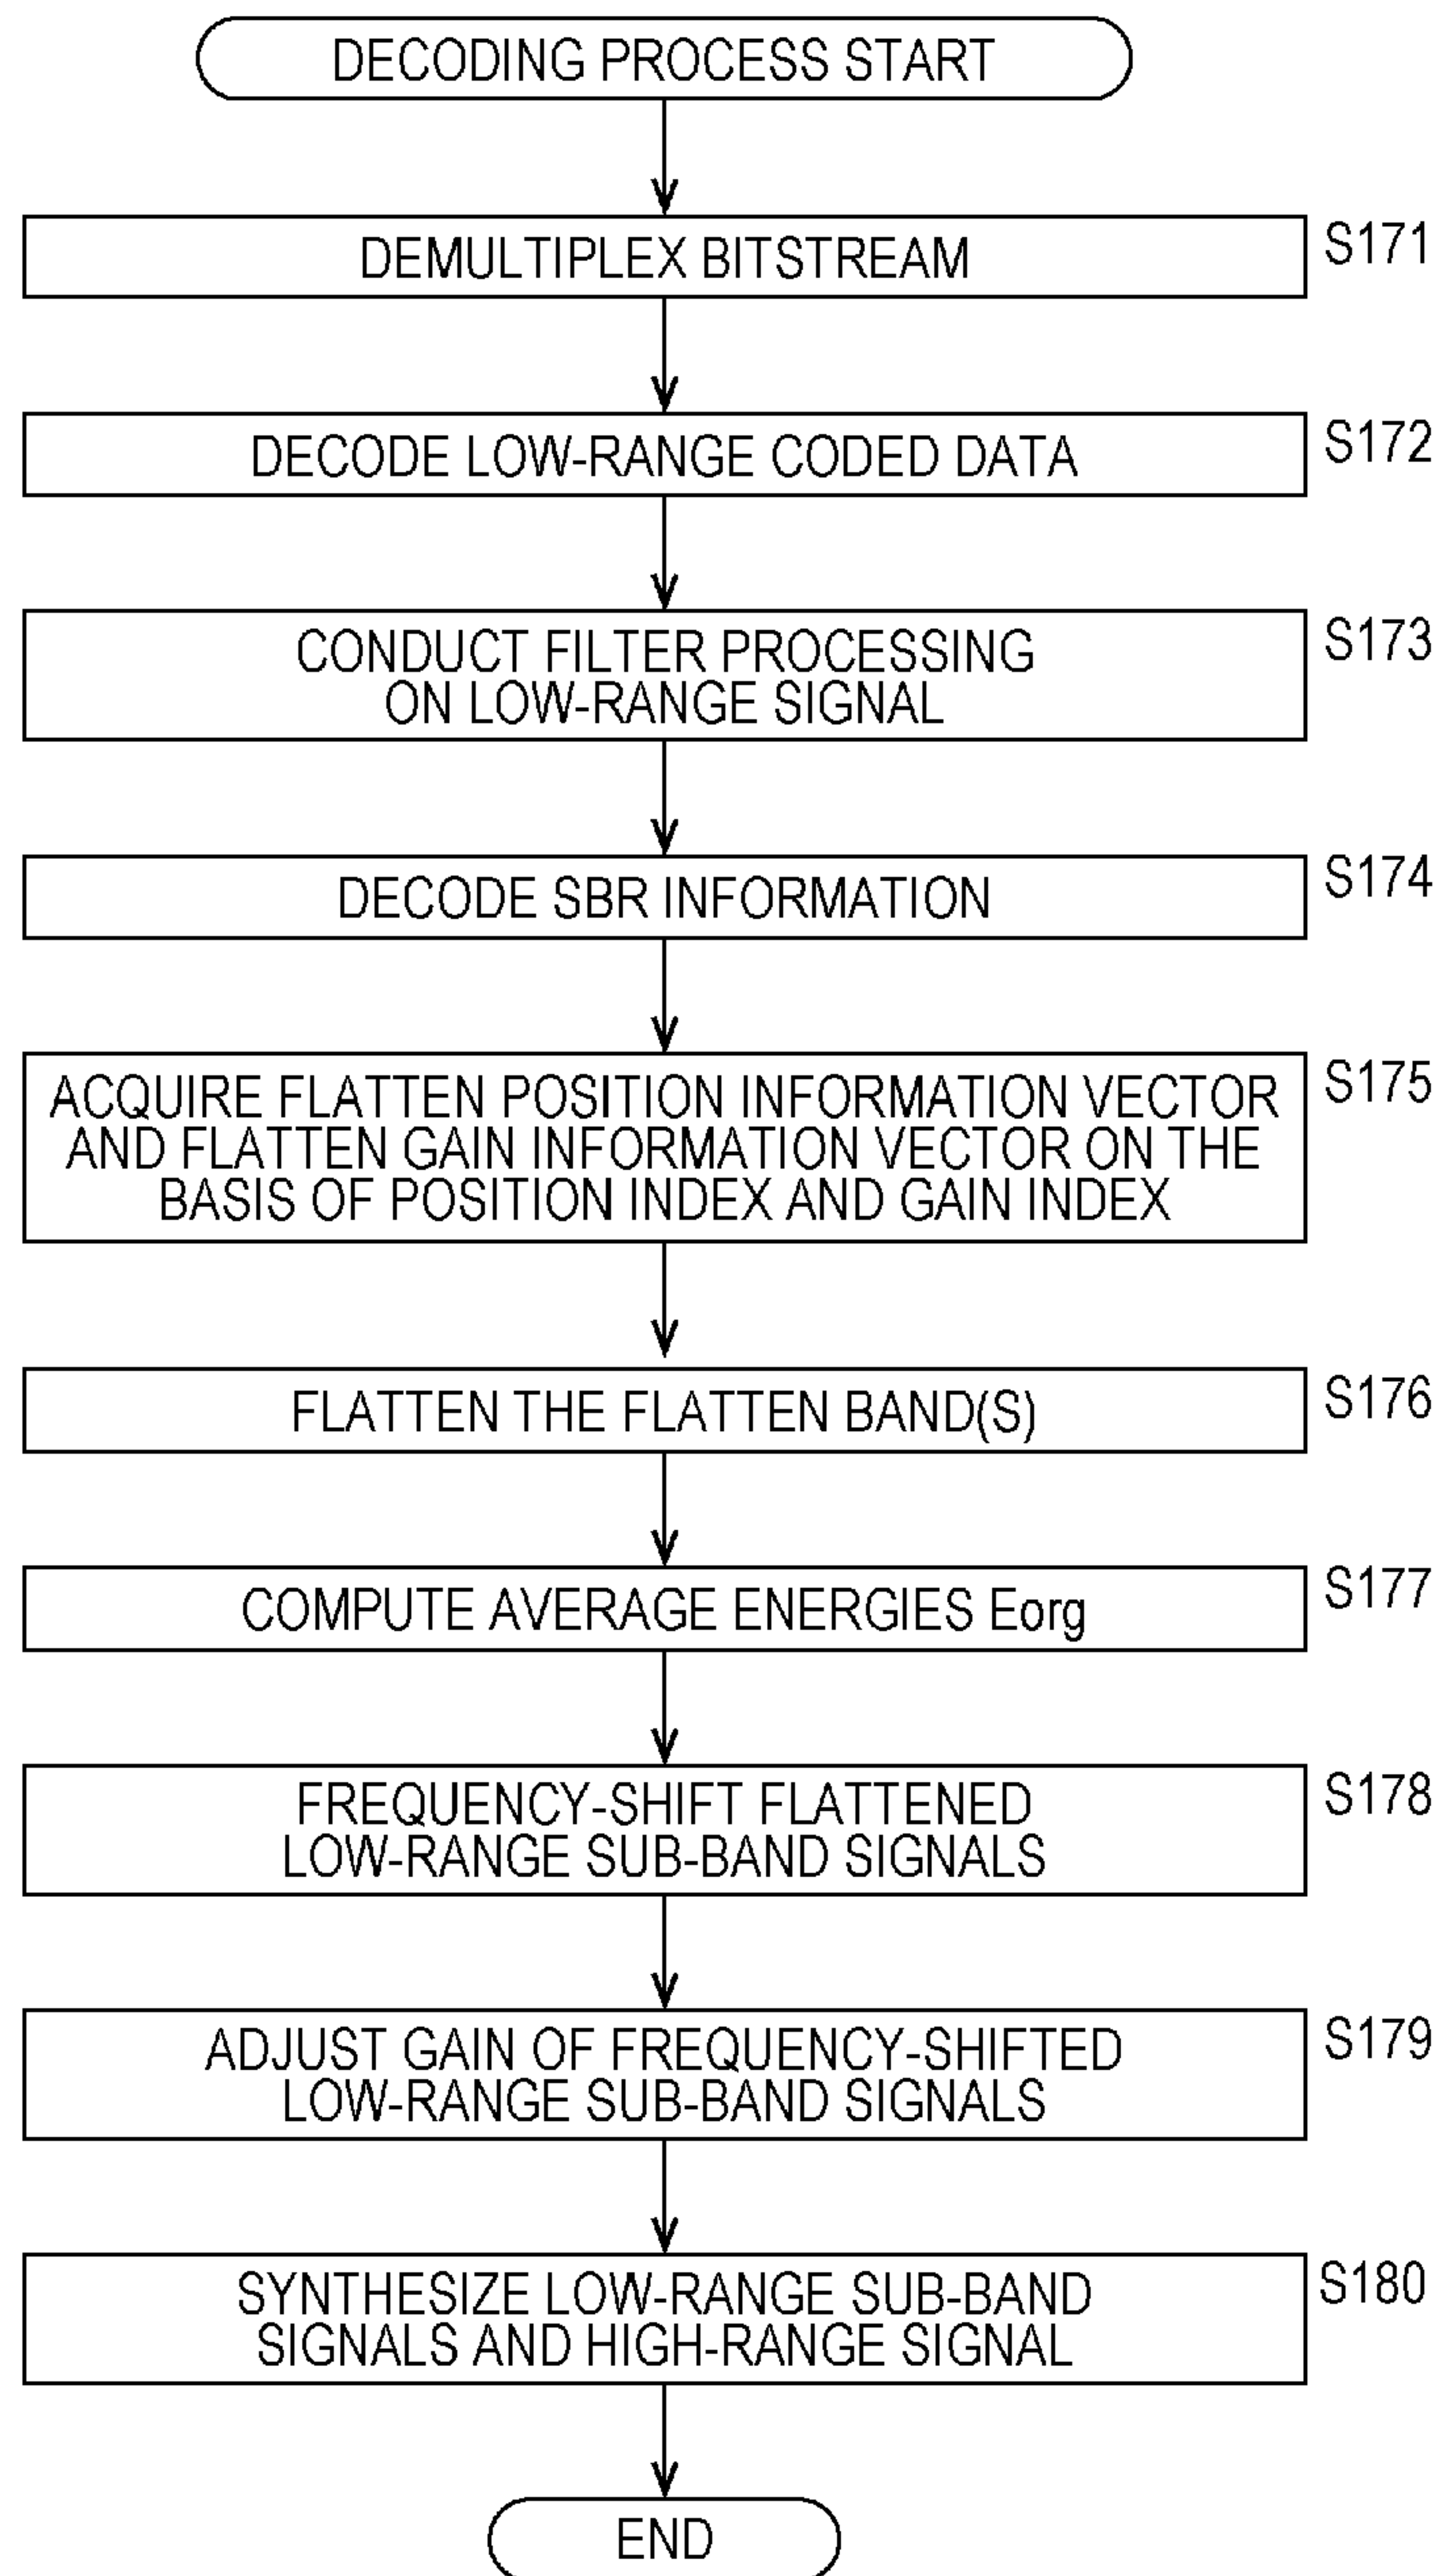 DECODING PROCESS START
DEMULTIPLEX BITSTREAM
S171
DECODE LOW-RANGE CODED DATA
S172
CONDUCT FILTER PROCESSING
ON LOW-RANGE SIGNAL
S173
DECODE SBR INFORMATION
S174
ACQUIRE FLATTEN POSITION INFORMATION VECTOR
AND FLATTEN GAIN INFORMATION VECTOR ON THE
BASIS OF POSITION INDEX AND GAIN INDEX
S175
FLATTEN THE FLATTEN BAND(S)
S176
COMPUTE AVERAGE ENERGIES Eorg
S177
FREQUENCY-SHIFT FLATTENED
LOW-RANGE SUB-BAND SIGNALS
S178
ADJUST GAIN OF FREQUENCY-SHIFTED
LOW-RANGE SUB-BAND SIGNALS
S179
SYNTHESIZE LOW-RANGE SUB-BAND
SIGNALS AND HIGH-RANGE SIGNAL
S180
END